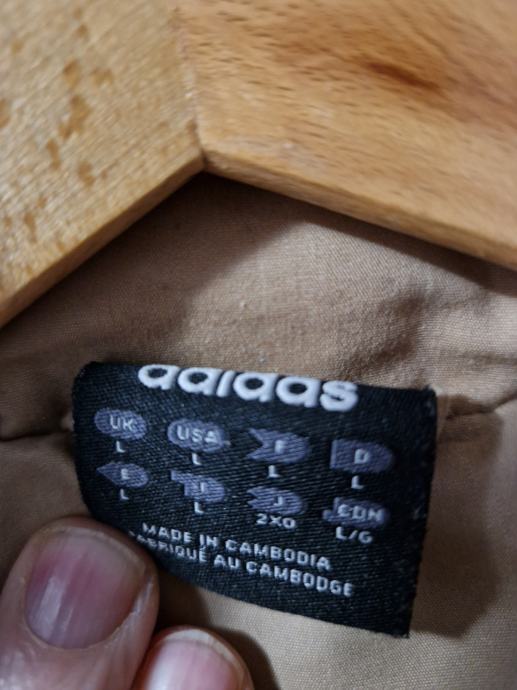 adidas
UK USA F D
L L L L
E I J CDN
L L 2XO L/G
MADE IN CAMBODIA
FABRIQUÉ AU CAMBODGE